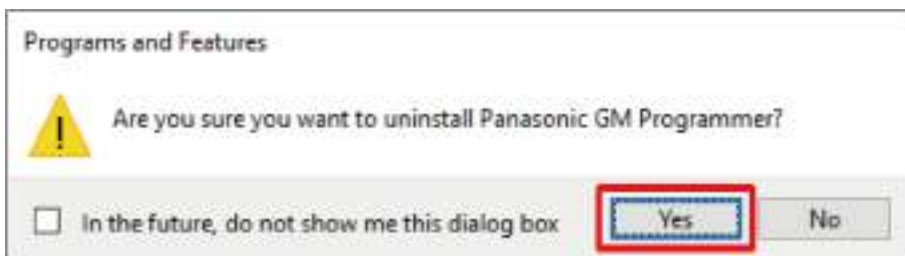 Programs and Features
Are you sure you want to uninstall Panasonic GM Programmer?
In the future, do not show me this dialog box
Yes
No